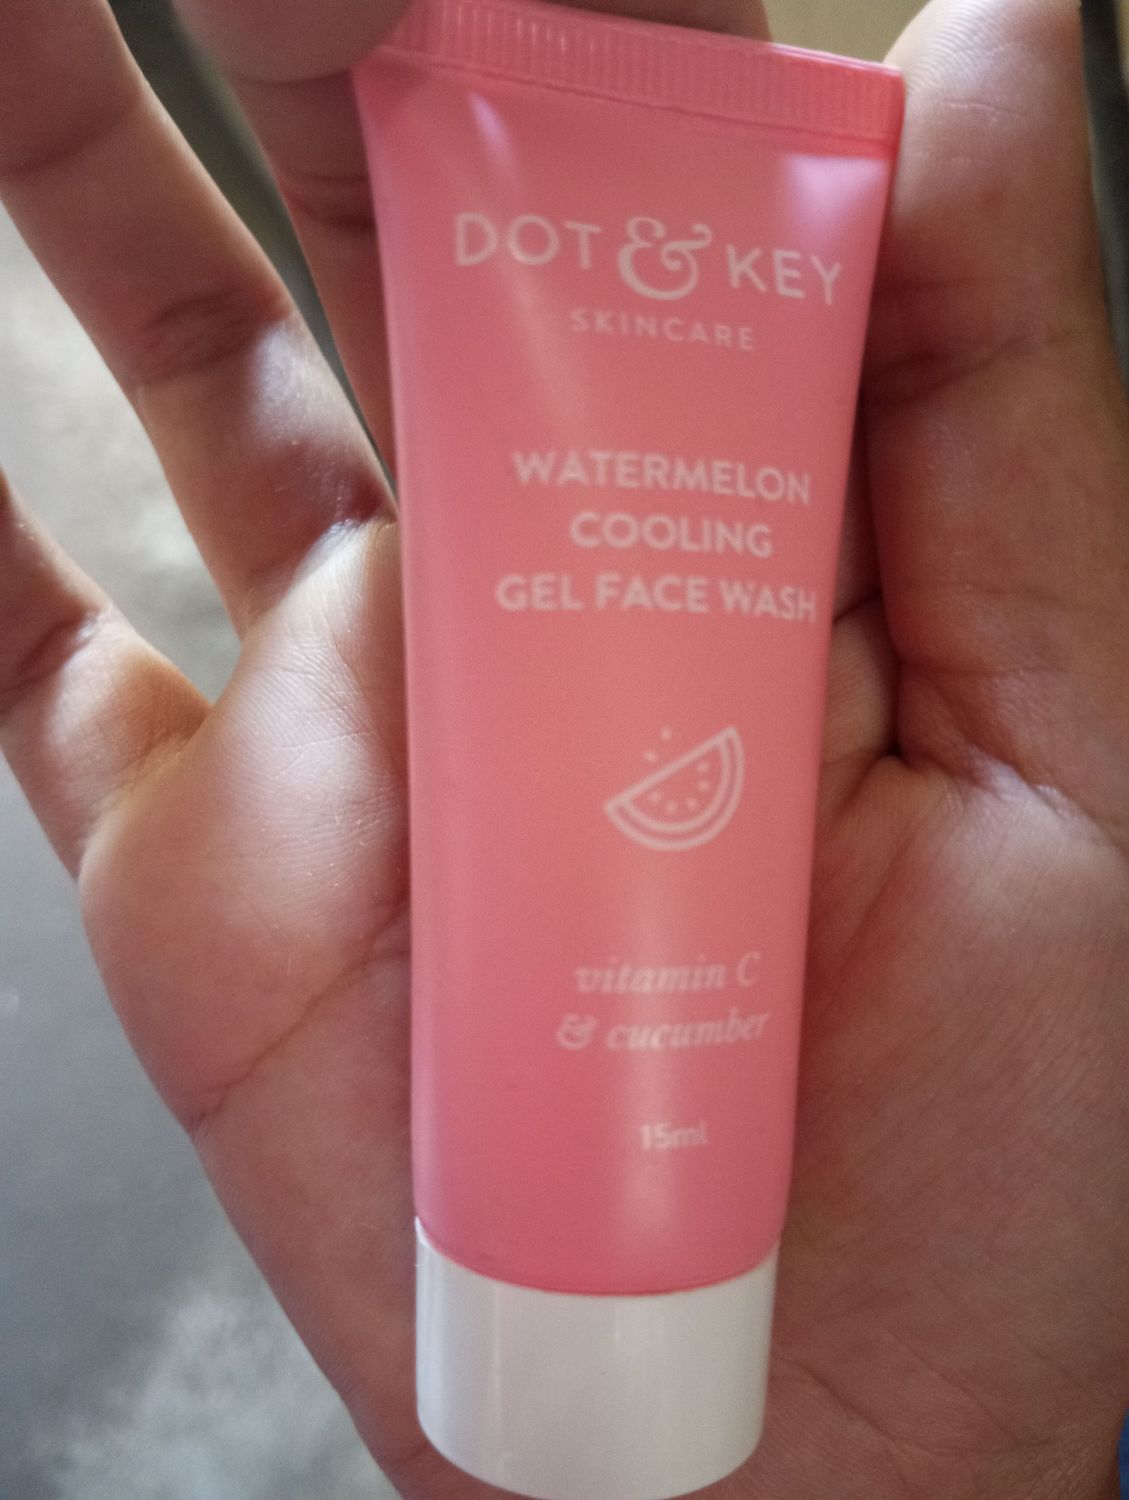 DOT & KEY
SKINCARE
WATERMELON
COOLING
GEL FACE WASH
vitamin C
& cucumber
15ml